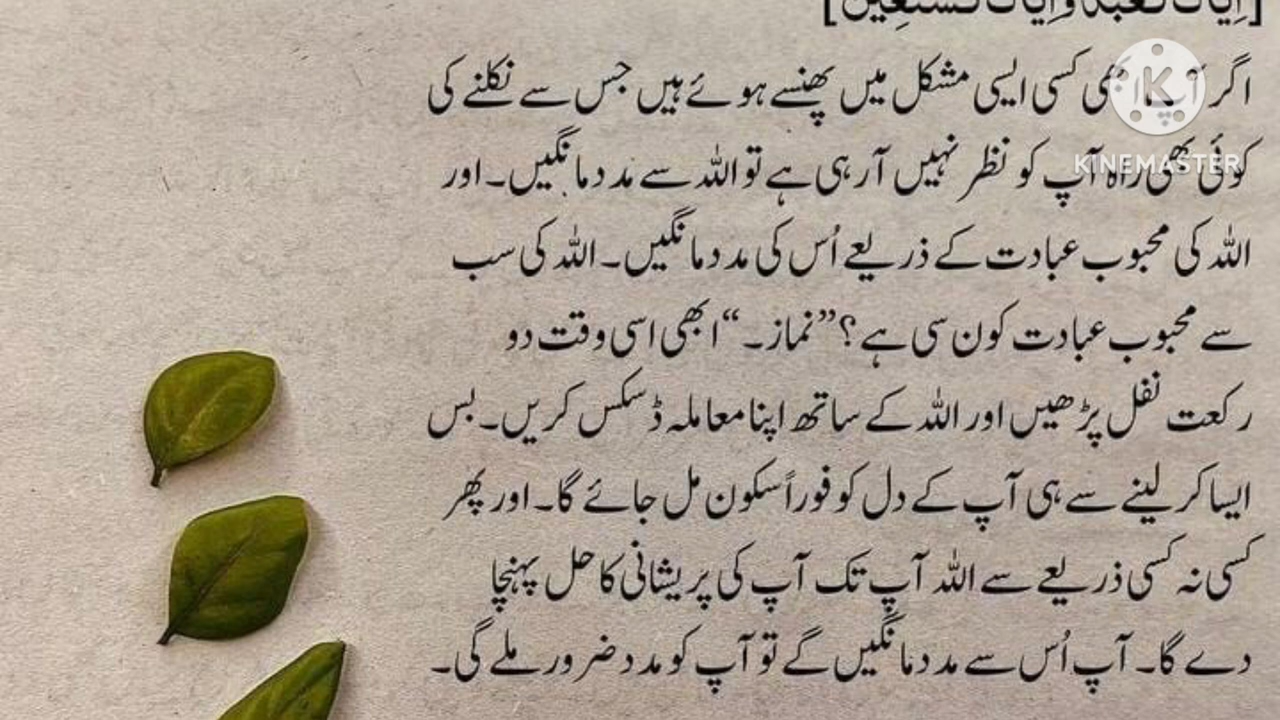 [اِیَّاکَ نَعْبُدُ وَاِیَّاکَ نَسْتَعِیْنُ]
اگر آپ ابھی کسی ایسی مشکل میں پھنسے ہوئے ہیں جس سے نکلنے کی
کوئی بھی راہ آپ کو نظر نہیں آرہی ہے تو اللہ سے مدد مانگیں۔ اور
اللہ کی محبوب عبادت کے ذریعے اُس کی مدد مانگیں۔ اللہ کی سب
سے محبوب عبادت کون سی ہے؟ ”نماز۔“ ابھی اسی وقت دو
رکعت نفل پڑھیں اور اللہ کے ساتھ اپنا معاملہ ڈسکس کریں۔ بس
ایسا کر لینے سے ہی آپ کے دل کو فوراً سکون مل جائے گا۔ اور پھر
کسی نہ کسی ذریعے سے اللہ آپ تک آپ کی پریشانی کا حل پہنچا
دے گا۔ آپ اُس سے مدد مانگیں گے تو آپ کو مدد ضرور ملے گی۔
K
KINEMASTER